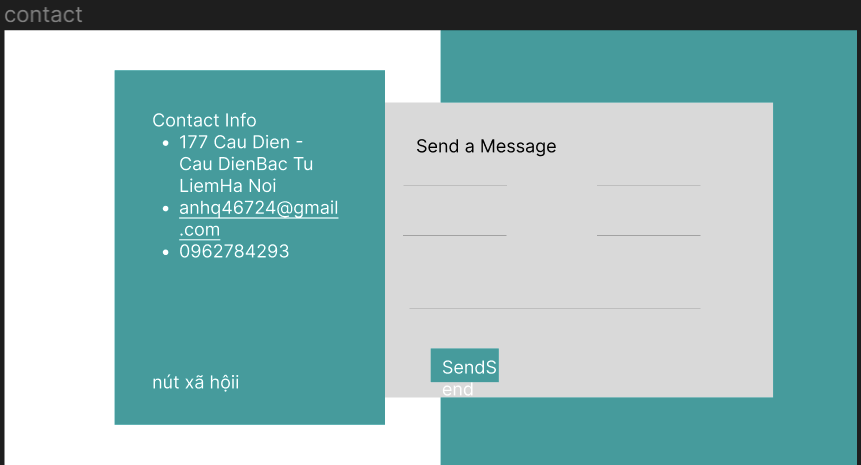 contact
Contact Info
177 Cau Dien -
Cau DienBac Tu
LiemHa Noi
anhq46724@gmail
.com
0962784293
nút xã hộii
Send a Message
SendS
end